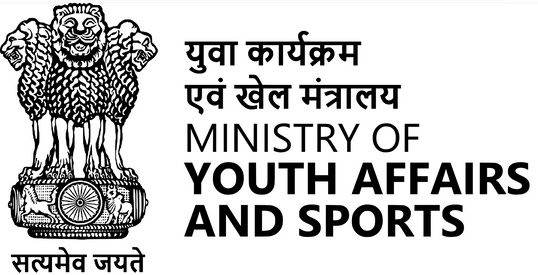 युवा कार्यक्रम
एवं खेल मंत्रालय
MINISTRY OF
YOUTH AFFAIRS
AND SPORTS
सत्यमेव जयते